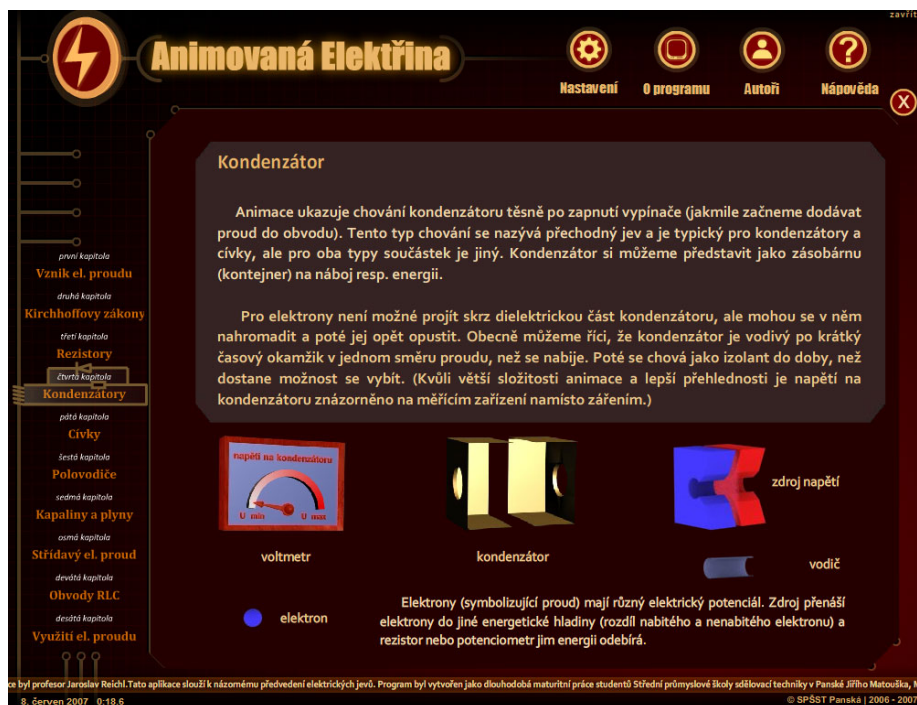 zavřít
Animovaná Elektřina
Nastavení
O programu
Autoři
Nápověda
X
Kondenzátor
Animace ukazuje chování kondenzátoru těsně po zapnutí vypínače (jakmile začneme dodávat
proud do obvodu). Tento typ chování se nazývá přechodný jev a je typický pro kondenzátory a
cívky, ale pro oba typy součástek je jiný. Kondenzátor si můžeme představit jako zásobárnu
(kontejner) na náboj resp. energii.
Pro elektrony není možné projít skrz dielektrickou část kondenzátoru, ale mohou se v něm
nahromadit a poté jej opět opustit. Obecně můžeme říci, že kondenzátor je vodivý po krátký
časový okamžik v jednom směru proudu, než se nabije. Poté se chová jako izolant do doby, než
dostane možnost se vybít. (Kvůli větší složitosti animace a lepší přehlednosti je napětí na
kondenzátoru znázorněno na měřícím zařízení namísto zářením.)
první kapitola
Vznik el. proudu
druhá kapitola
Kirchhoffovy zákony
třetí kapitola
Rezistory
čtvrtá kapitola
Kondenzátory
pátá kapitola
Cívky
šestá kapitola
Polovodiče
sedmá kapitola
Kapaliny a plyny
osmá kapitola
Střídavý el. proud
devátá kapitola
Obvody RLC
desátá kapitola
Využití el. proudu
napětí na kondenzátoru
U min U max
voltmetr
kondenzátor
zdroj napětí
vodič
elektron
Elektrony (symbolizující proud) mají různý elektrický potenciál. Zdroj přenáší
elektrony do jiné energetické hladiny (rozdíl nabitého a nenabitého elektronu) a
rezistor nebo potenciometr jim energii odebírá.
ce byl profesor Jaroslav Reichl.Tato aplikace slouží k názornému předvedení elektrických jevů. Program byl vytvořen jako dlouhodobá maturitní práce studentů Střední průmyslové školy sdělovací techniky v Panské Jiřího Matouška, M
8. červen 2007 0:18.6
© SPŠST Panská | 2006 - 2007